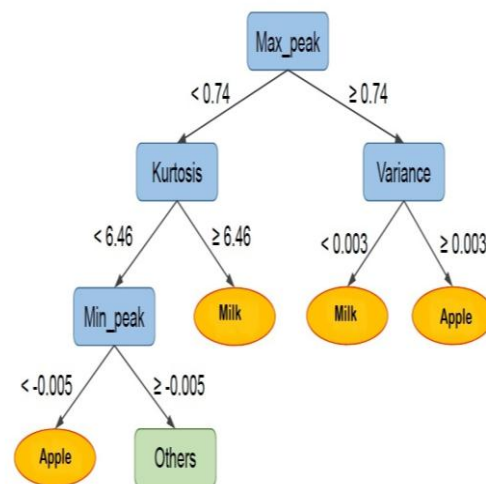 Max_peak
< 0.74
≥ 0.74
Kurtosis
Variance
< 6.46
≥ 6.46
< 0.003
≥ 0.003
Min_peak
Milk
Milk
Apple
< -0.005
≥ -0.005
Apple
Others